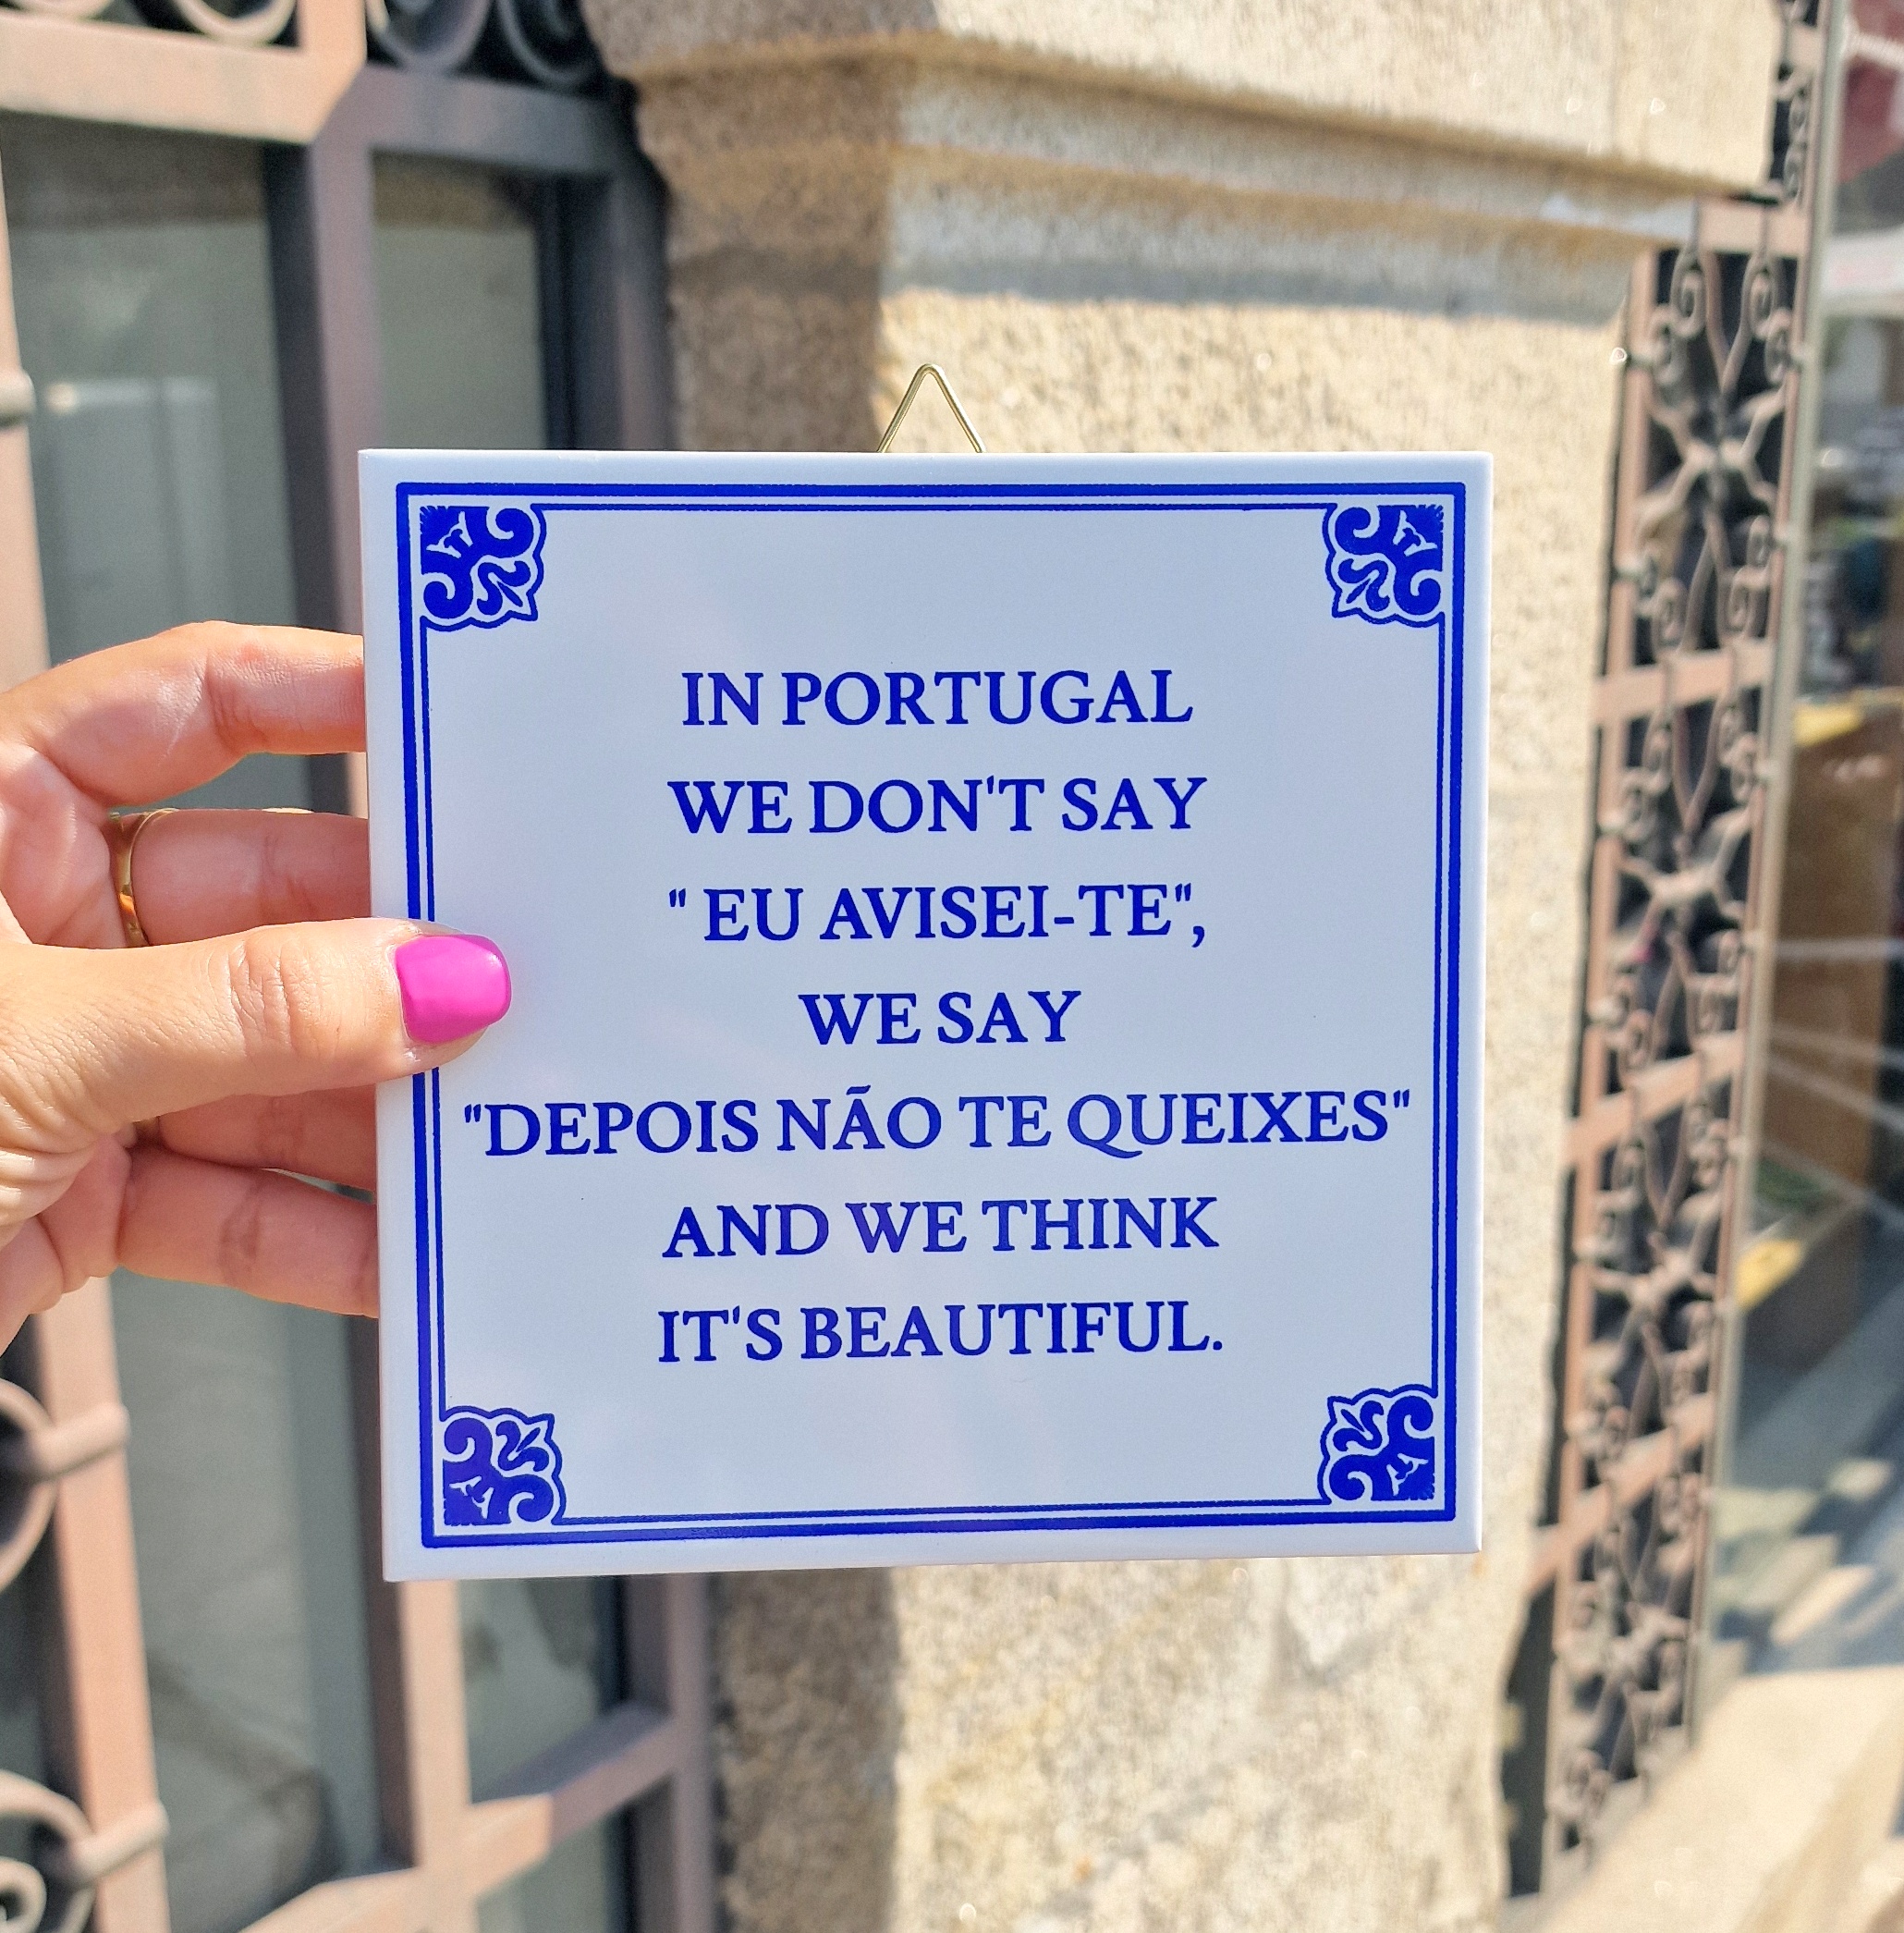 IN PORTUGAL
WE DON'T SAY
" EU AVISEI-TE",
WE SAY
"DEPOIS NÃO TE QUEIXES"
AND WE THINK
IT'S BEAUTIFUL.